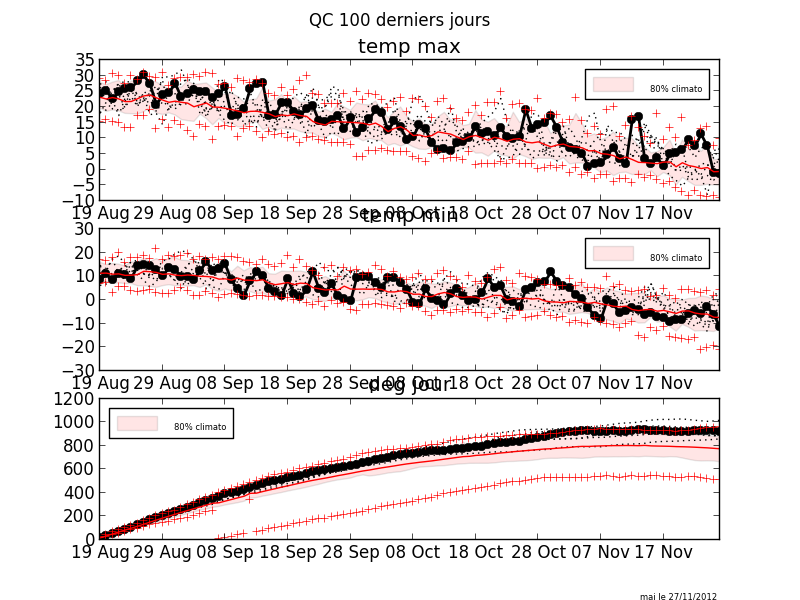 QC 100 derniers jours
temp max
35
30
25
20
15
10
5
0
−5
−10
80% climato
19 Aug 29 Aug 08 Sep 18 Sep 28 Sep 08 Oct 18 Oct 28 Oct 07 Nov 17 Nov
temp min
30
20
10
0
−10
−20
−30
80% climato
19 Aug 29 Aug 08 Sep 18 Sep 28 Sep 08 Oct 18 Oct 28 Oct 07 Nov 17 Nov
deg jour
1200
1000
800
600
400
200
0
80% climato
19 Aug 29 Aug 08 Sep 18 Sep 28 Sep 08 Oct 18 Oct 28 Oct 07 Nov 17 Nov
maj le 27/11/2012